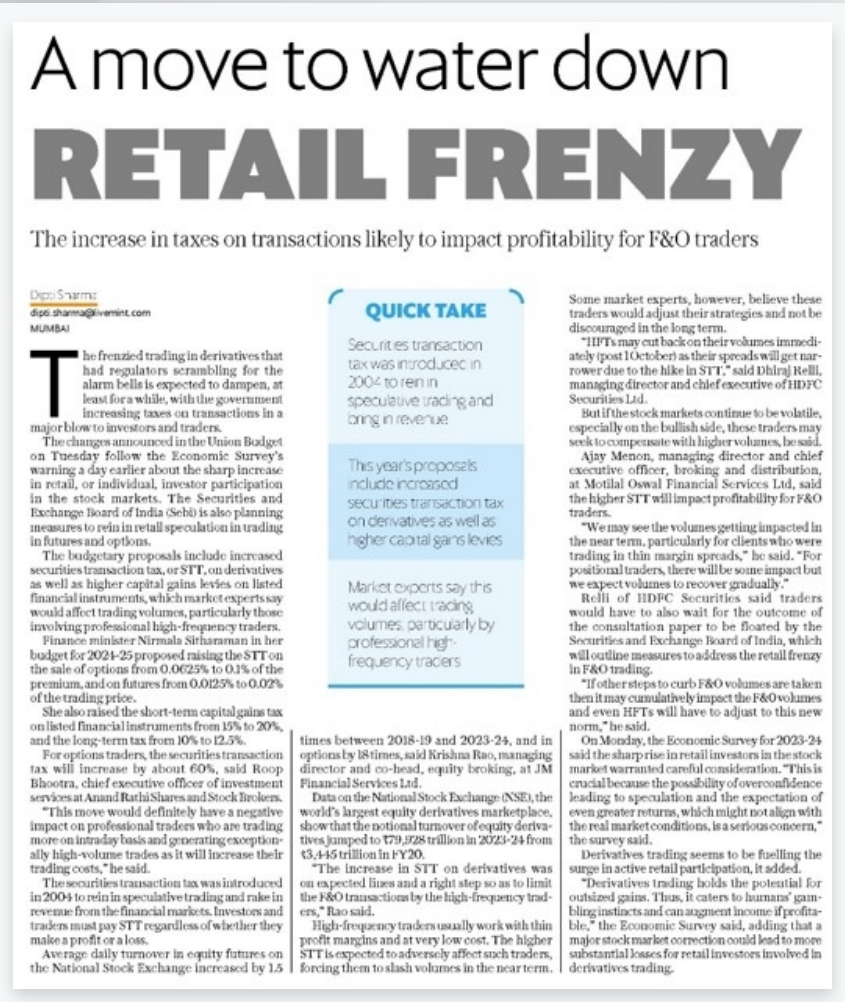 A move to water down
RETAIL FRENZY
The increase in taxes on transactions likely to impact profitability for F&O traders
Dipti Sharma
dipti.sharma@livemint.com
MUMBAI
The frenzied trading in derivatives that
had regulators scrambling for the
alarm bells is expected to dampen, at
least for a while, with the government
increasing taxes on transactions in a
major blow to investors and traders.
The changes announced in the Union Budget
on Tuesday follow the Economic Survey's
warning a day earlier about the sharp increase
in retail, or individual, investor participation
in the stock markets. The Securities and
Exchange Board of India (Sebi) is also planning
measures to rein in retail speculation in trading
in futures and options.
The budgetary proposals include increased
securities transaction tax, or STT, on derivatives
as well as higher capital gains levies on listed
financial instruments, which market experts say
would affect trading volumes, particularly those
involving professional high-frequency traders.
Finance minister Nirmala Sitharaman in her
budget for 2024-25 proposed raising the STT on
the sale of options from 0.0625% to 0.1% of the
premium, and on futures from 0.0125% to 0.02%
of the trading price.
She also raised the short-term capital gains tax
on listed financial instruments from 15% to 20%,
and the long-term tax from 10% to 12.5%.
For options traders, the securities transaction
tax will increase by about 60%, said Roop
Bhootra, chief executive officer of investment
services at Anand Rathi Shares and Stock Brokers.
"This move would definitely have a negative
impact on professional traders who are trading
more on intraday basis and generating exception-
ally high-volume trades as it will increase their
trading costs," he said.
The securities transaction tax was introduced
in 2004 to rein in speculative trading and rake in
revenue from the financial markets. Investors and
traders must pay STT regardless of whether they
make a profit or a loss.
Average daily turnover in equity futures on
the National Stock Exchange increased by 1.5
QUICK TAKE
Securities transaction
tax was introduced in
2004 to rein in
speculative trading and
bring in revenue
This year's proposals
include increased
securities transaction tax
on derivatives as well as
higher capital gains levies
Market experts say this
would affect trading
volumes, particularly by
professional high-
frequency traders
times between 2018-19 and 2023-24, and in
options by 18 times, said Krishna Rao, managing
director and co-head, equity broking, at JM
Financial Services Ltd.
Data on the National Stock Exchange (NSE), the
world's largest equity derivatives marketplace,
show that the notional turnover of equity deriva-
tives jumped to ₹79,928 trillion in 2023-24 from
₹3,445 trillion in FY20.
"The increase in STT on derivatives was
on expected lines and a right step so as to limit
the F&O transactions by the high-frequency trad-
ers," Rao said.
High-frequency traders usually work with thin
profit margins and at very low cost. The higher
STT is expected to adversely affect such traders,
forcing them to slash volumes in the near term.
Some market experts, however, believe these
traders would adjust their strategies and not be
discouraged in the long term.
"HFTs may cut back on their volumes immedi-
ately (post 1 October) as their spreads will get nar-
rower due to the hike in STT," said Dhiraj Relli,
managing director and chief executive of HDFC
Securities Ltd.
But if the stock markets continue to be volatile,
especially on the bullish side, these traders may
seek to compensate with higher volumes, he said.
Ajay Menon, managing director and chief
executive officer, broking and distribution,
at Motilal Oswal Financial Services Ltd, said
the higher STT will impact profitability for F&O
traders.
"We may see the volumes getting impacted in
the near term, particularly for clients who were
trading in thin margin spreads," he said. "For
positional traders, there will be some impact but
we expect volumes to recover gradually."
Relli of HDFC Securities said traders
would have to also wait for the outcome of
the consultation paper to be floated by the
Securities and Exchange Board of India, which
will outline measures to address the retail frenzy
in F&O trading.
"If other steps to curb F&O volumes are taken
then it may cumulatively impact the F&O volumes
and even HFTs will have to adjust to this new
norm," he said.
On Monday, the Economic Survey for 2023-24
said the sharp rise in retail investors in the stock
market warranted careful consideration. "This is
crucial because the possibility of overconfidence
leading to speculation and the expectation of
even greater returns, which might not align with
the real market conditions, is a serious concern,"
the survey said.
Derivatives trading seems to be fuelling the
surge in active retail participation, it added.
"Derivatives trading holds the potential for
outsized gains. Thus, it caters to humans' gam-
bling instincts and can augment income if profita-
ble," the Economic Survey said, adding that a
major stock market correction could lead to more
substantial losses for retail investors involved in
derivatives trading.